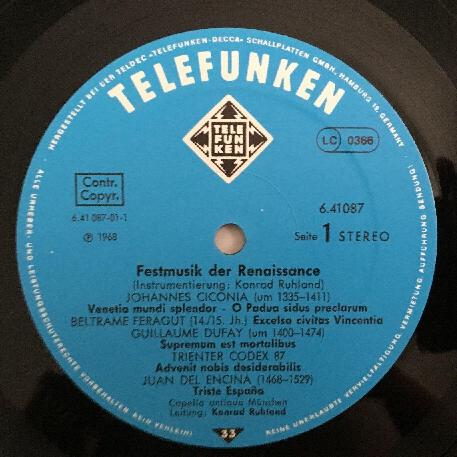 HERGESTELLT BEI DER TELDEC »TELEFUNKEN-DECCA« SCHALLPLATTEN GMBH, HAMBURG 19 GERMANY
TELEFUNKEN
TELE
FUN
KEN
LC 0366
Contr.
Copyr.
6.41 087-01-1
Ⓟ 1968
6.41087
Seite 1 STEREO
Festmusik der Renaissance
(Instrumentierung: Konrad Ruhland)
JOHANNES CICONIA (um 1335-1411)
Venetia mundi splendor - O Padua sidus preclarum
BELTRAME FERAGUT (14./15. Jh.) Excelsa civitas Vincentia
GUILLAUME DUFAY (um 1400-1474)
Supremum est mortalibus
TRIENTER CODEX 87
Advenit nobis desiderabilis
JUAN DEL ENCINA (1468-1529)
Triste España
Capella antiqua München
Leitung: Konrad Ruhland
33
ALLE URHEBER- UND LEISTUNGSSCHUTZRECHTE VORBEHALTEN KEIN VERLEIH!
KEINE UNERLAUBTE VERVIELFÄLTIGUNG VERMIETUNG AUFFÜHRUNG SENDUNG!